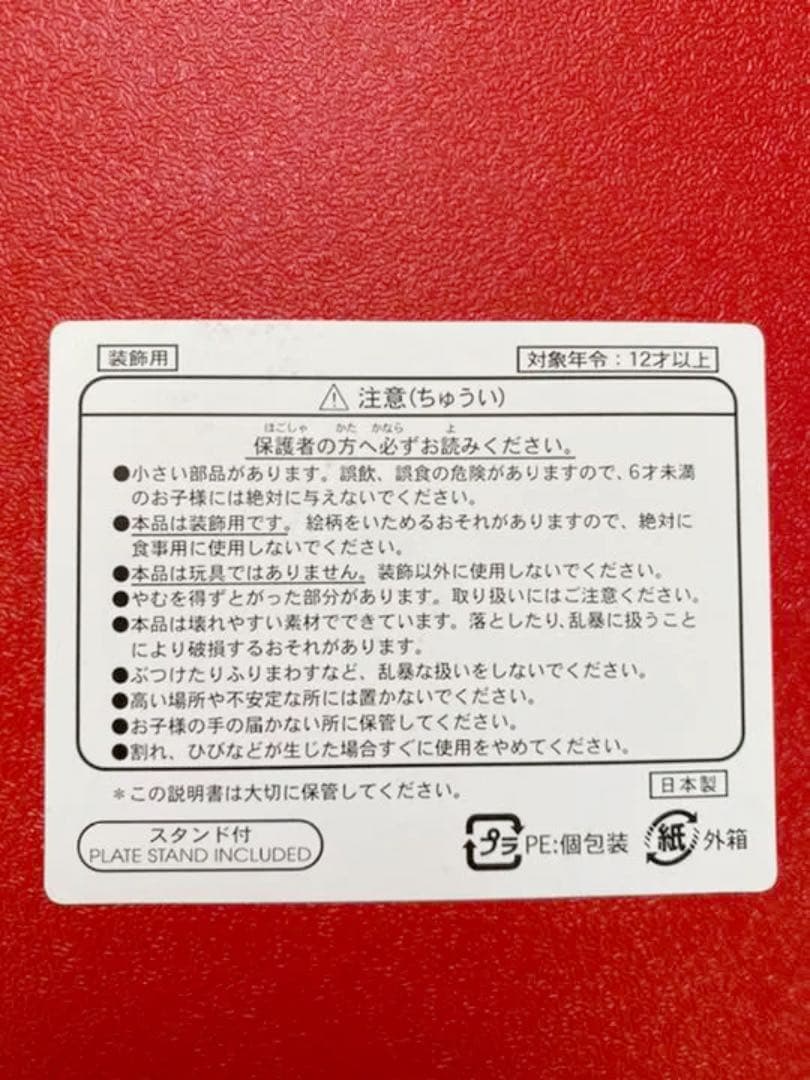 装飾用
対象年令：12才以上
⚠ 注意(ちゅうい)
ほごしゃ かた かなら よ
保護者の方へ必ずお読みください。
●小さい部品があります。誤飲、誤食の危険がありますので、6才未満
のお子様には絶対に与えないでください。
●本品は装飾用です。絵柄をいためるおそれがありますので、絶対に
食事用に使用しないでください。
●本品は玩具ではありません。装飾以外に使用しないでください。
●やむを得ずとがった部分があります。取り扱いにはご注意ください。
●本品は壊れやすい素材でできています。落としたり、乱暴に扱うこと
により破損するおそれがあります。
●ぶつけたりふりまわすなど、乱暴な扱いをしないでください。
●高い場所や不安定な所には置かないでください。
●お子様の手の届かない所に保管してください。
●割れ、ひびなどが生じた場合すぐに使用をやめてください。
＊この説明書は大切に保管してください。
日本製
スタンド付
PLATE STAND INCLUDED
プラ PE:個包装 紙 外箱